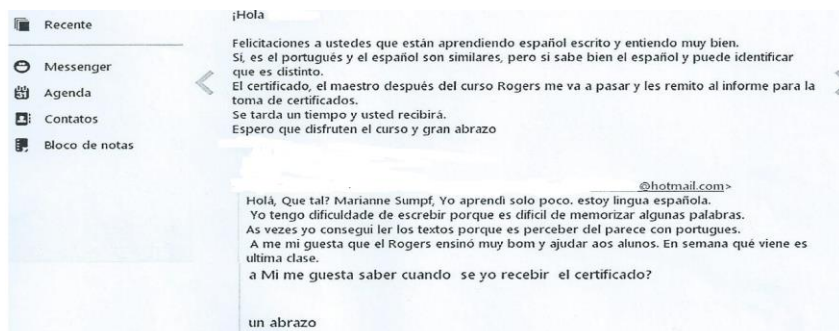 Recente
Messenger
Agenda
Contatos
Bloco de notas
¡Hola
Felicitaciones a ustedes que están aprendiendo español escrito y entiendo muy bien.
Sí, es el portugués y el español son similares, pero si sabe bien el español y puede identificar
que es distinto.
El certificado, el maestro después del curso Rogers me va a pasar y les remito al informe para la
toma de certificados.
Se tarda un tiempo y usted recibirá.
Espero que disfruten el curso y gran abrazo
@hotmail.com>
Holá, Que tal? Marianne Sumpf, Yo aprendi solo poco. estoy lingua española.
Yo tengo dificuldade de escrebir porque es dificil de memorizar algunas palabras.
As vezes yo consegui ler los textos porque es perceber del parece con portugues.
A me mi guesta que el Rogers ensinó muy bom y ajudar aos alunos. En semana qué viene es
ultima clase.
a Mi me guesta saber cuando se yo recebir el certificado?
un abrazo